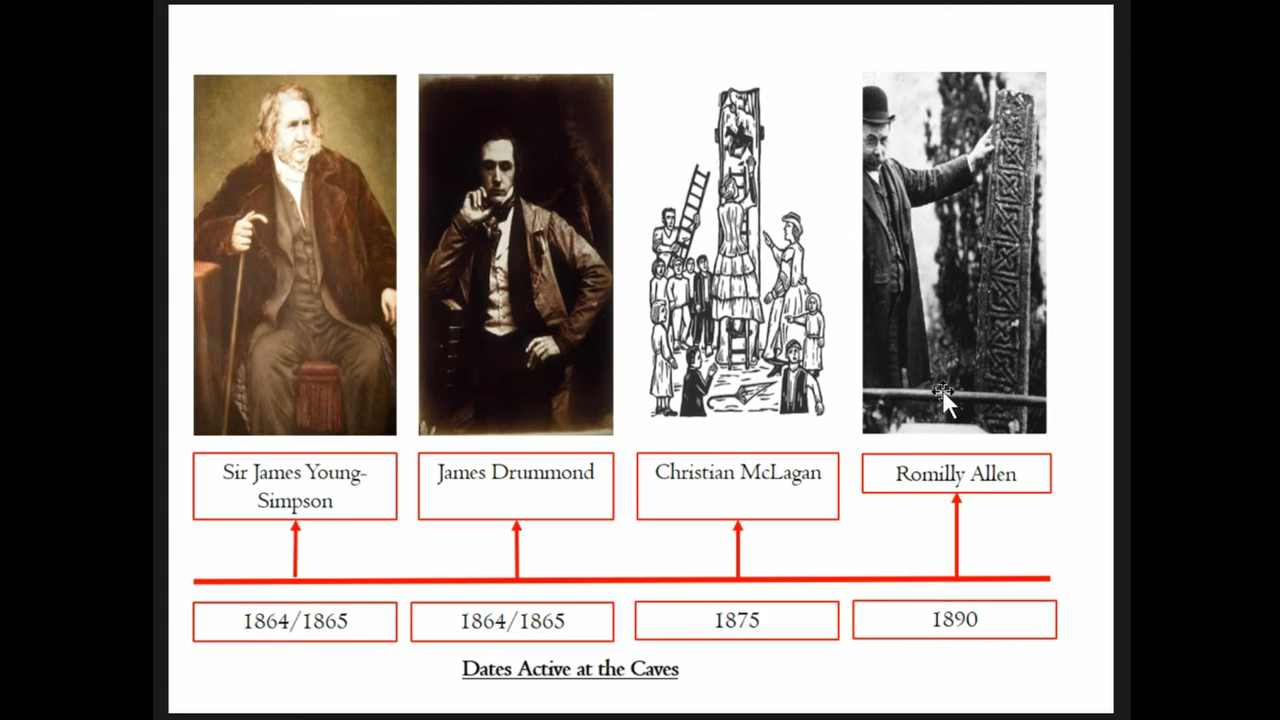 Sir James Young-
Simpson
James Drummond
Christian McLagan
Romilly Allen
1864/1865
1864/1865
1875
1890
Dates Active at the Caves